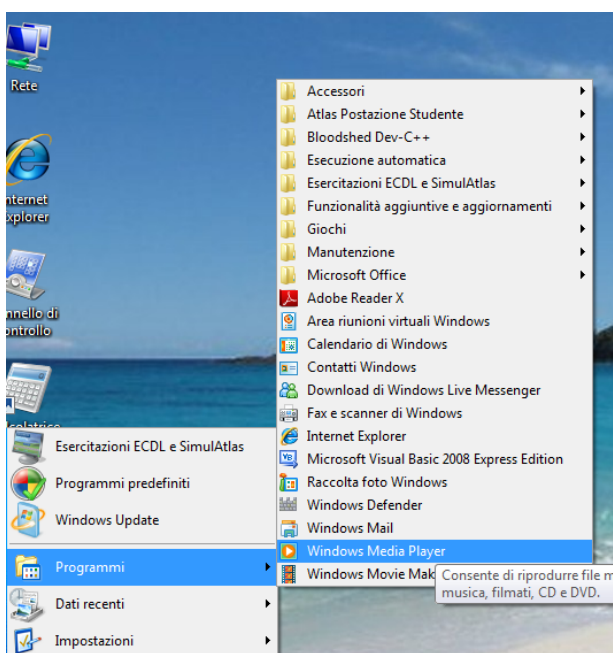 Rete
Internet
Explorer
Pannello di
controllo
Calcolatrice
Esercitazioni ECDL e SimulAtlas
Programmi predefiniti
Windows Update
Programmi
Dati recenti
Impostazioni
Accessori
Atlas Postazione Studente
Bloodshed Dev-C++
Esecuzione automatica
Esercitazioni ECDL e SimulAtlas
Funzionalità aggiuntive e aggiornamenti
Giochi
Manutenzione
Microsoft Office
Adobe Reader X
Area riunioni virtuali Windows
Calendario di Windows
Contatti Windows
Download di Windows Live Messenger
Fax e scanner di Windows
Internet Explorer
Microsoft Visual Basic 2008 Express Edition
Raccolta foto Windows
Windows Defender
Windows Mail
Windows Media Player
Windows Movie Mak
Consente di riprodurre file m
musica, filmati, CD e DVD.